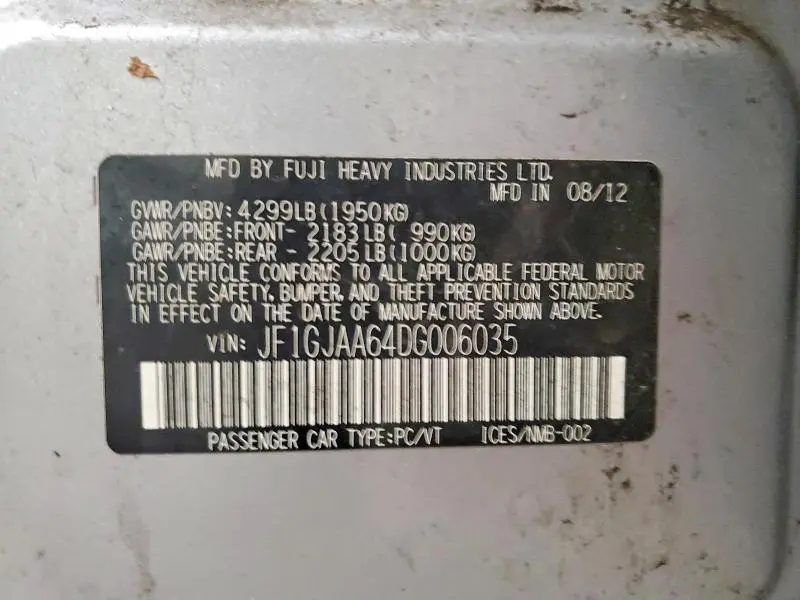 MFD BY FUJI HEAVY INDUSTRIES LTD.
MFD IN 08/12
GVWR/PNBV: 4299LB(1950KG)
GAWR/PNBE:FRONT- 2183LB( 990KG)
GAWR/PNBE:REAR - 2205LB(1000KG)
THIS VEHICLE CONFORMS TO ALL APPLICABLE FEDERAL MOTOR
VEHICLE SAFETY, BUMPER, AND THEFT PREVENTION STANDARDS
IN EFFECT ON THE DATE OF MANUFACTURE SHOWN ABOVE.
VIN: JF1GJAA64DG006035
PASSENGER CAR TYPE:PC/VT ICES/NMB-002